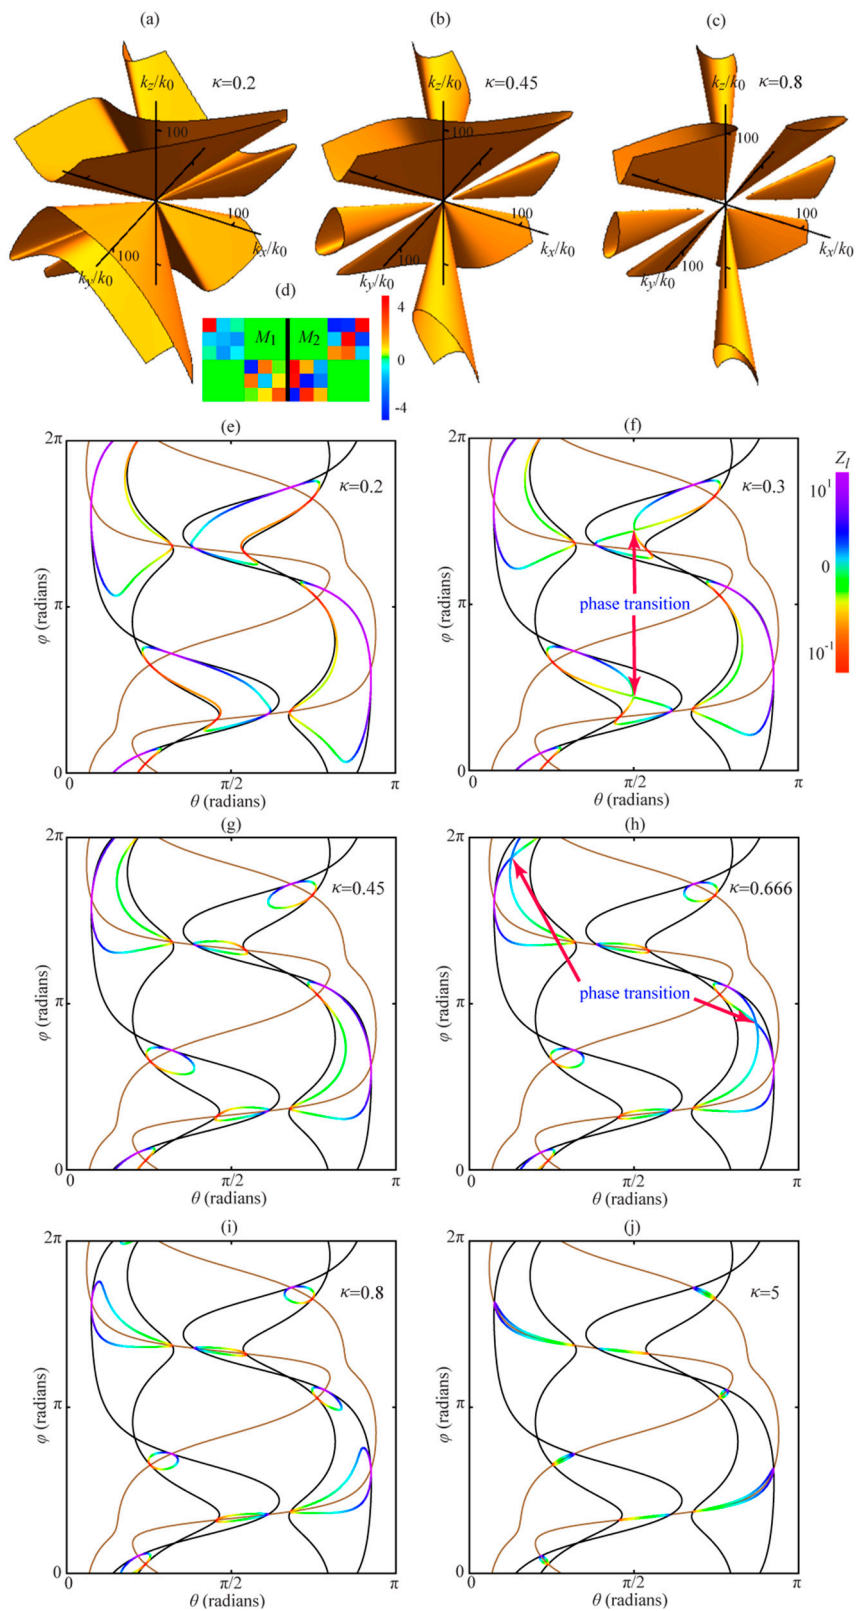 (a)
(b)
(c)
kz/k0
κ=0.2
kz/k0
κ=0.45
kz/k0
κ=0.8
100
100
100
100
100
100
kx/k0
kx/k0
kx/k0
100
100
100
ky/k0
ky/k0
ky/k0
(d)
M1
M2
4
0
-4
(e)
(f)
2π
κ=0.2
π
φ (radians)
0
0
π/2
π
θ (radians)
2π
κ=0.3
phase transition
π
φ (radians)
0
0
π/2
π
θ (radians)
Zl
10^1
0
10^-1
(g)
(h)
2π
κ=0.45
π
φ (radians)
0
0
π/2
π
θ (radians)
2π
κ=0.666
phase transition
π
φ (radians)
0
0
π/2
π
θ (radians)
(i)
(j)
2π
κ=0.8
π
φ (radians)
0
0
π/2
π
θ (radians)
2π
κ=5
π
φ (radians)
0
0
π/2
π
θ (radians)